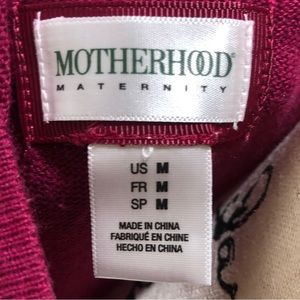 MOTHERHOOD®
MATERNITY
US M
FR M
SP M
MADE IN CHINA
FABRIQUÉ EN CHINE
HECHO EN CHINA